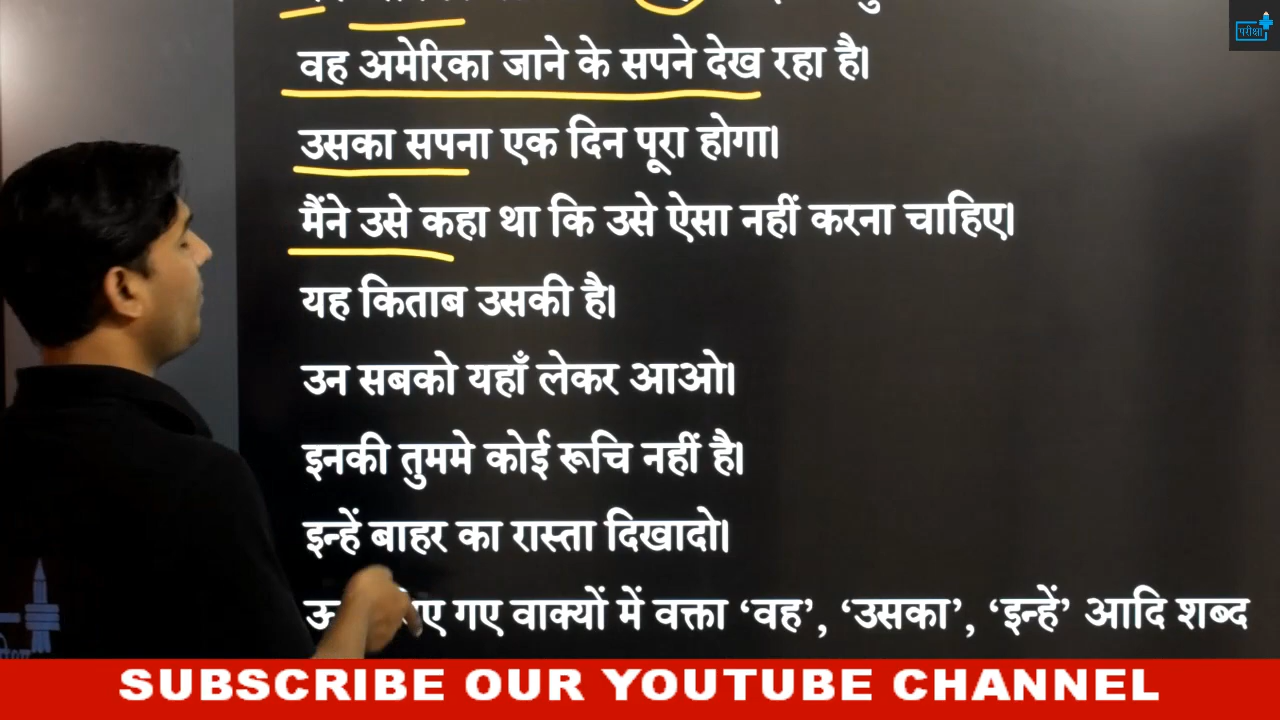 परीक्षा
वह अमेरिका जाने के सपने देख रहा है।
उसका सपना एक दिन पूरा होगा।
मैंने उसे कहा था कि उसे ऐसा नहीं करना चाहिए।
यह किताब उसकी है।
उन सबको यहाँ लेकर आओ।
इनकी तुममे कोई रूचि नहीं है।
इन्हें बाहर का रास्ता दिखादो।
गए वाक्यों में वक्ता ‘वह’, ‘उसका’, ‘इन्हें’ आदि शब्द
SUBSCRIBE OUR YOUTUBE CHANNEL